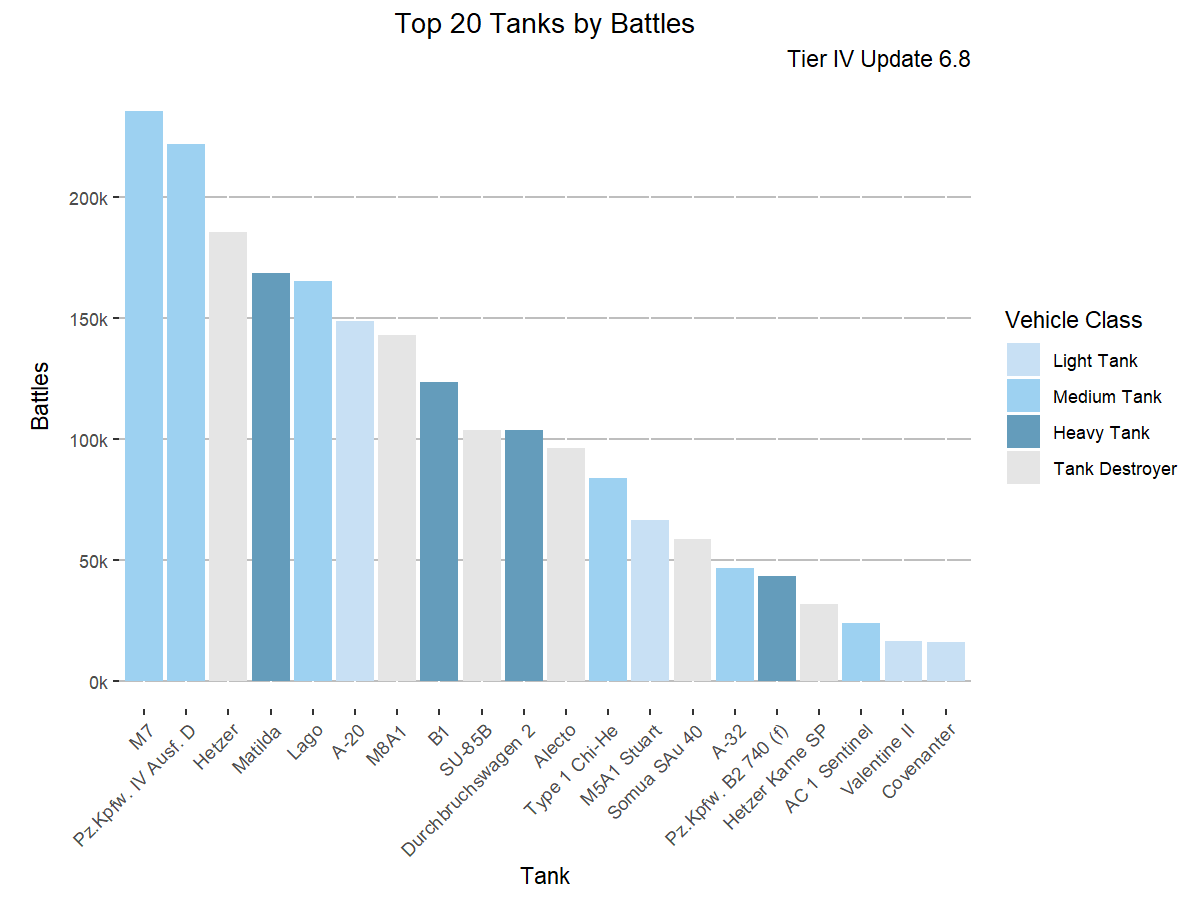 Top 20 Tanks by Battles
Tier IV Update 6.8
Battles
200k
150k
100k
50k
0k
M7
Pz.Kpfw. IV Ausf. D
Hetzer
Matilda
Lago
A-20
M8A1
B1
SU-85B
Durchbruchswagen 2
Alecto
Type 1 Chi-He
M5A1 Stuart
Somua SAu 40
A-32
Pz.Kpfw. B2 740 (f)
Hetzer Kame SP
AC 1 Sentinel
Valentine II
Covenanter
Tank
Vehicle Class
Light Tank
Medium Tank
Heavy Tank
Tank Destroyer